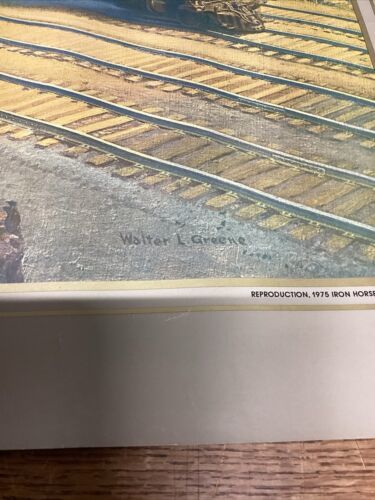 Walter L Greene
REPRODUCTION, 1975 IRON HORSE